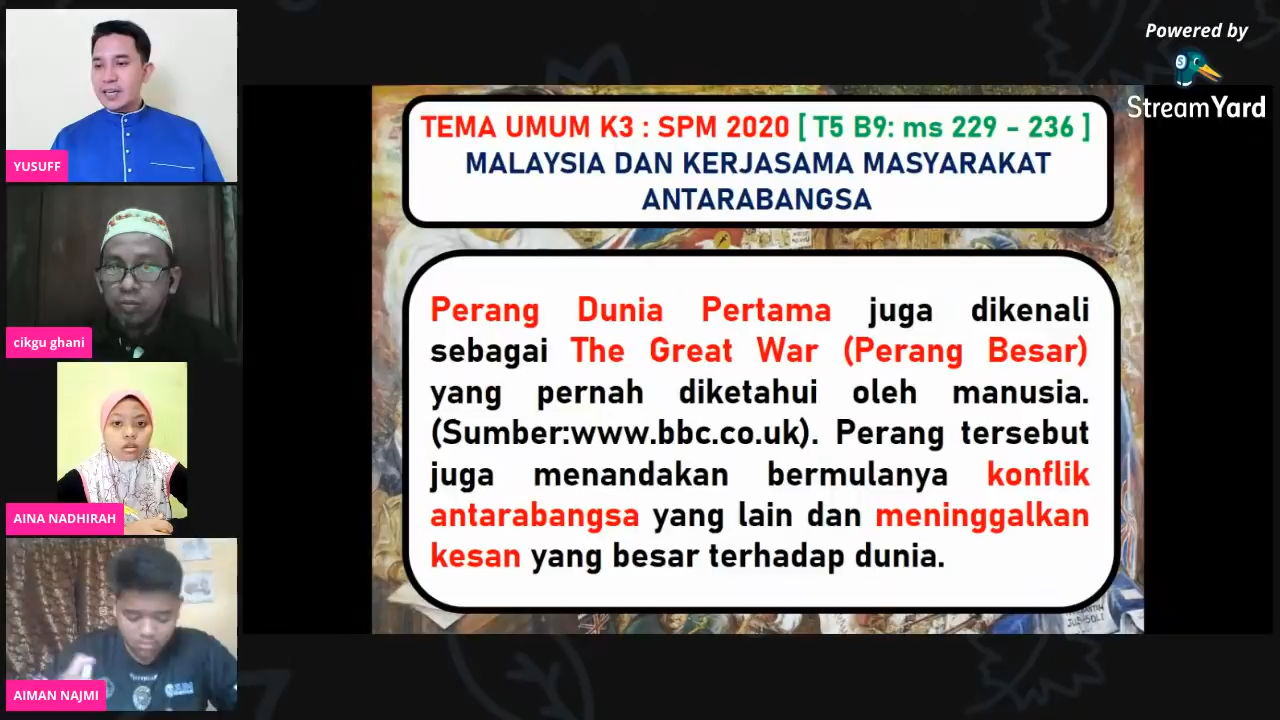 Powered by
StreamYard
TEMA UMUM K3 : SPM 2020 [ T5 B9: ms 229 - 236 ]
MALAYSIA DAN KERJASAMA MASYARAKAT
ANTARABANGSA
Perang Dunia Pertama juga dikenali
sebagai The Great War (Perang Besar)
yang pernah diketahui oleh manusia.
(Sumber:www.bbc.co.uk). Perang tersebut
juga menandakan bermulanya konflik
antarabangsa yang lain dan meninggalkan
kesan yang besar terhadap dunia.
YUSUFF
cikgu ghani
AINA NADHIRAH
AIMAN NAJMI